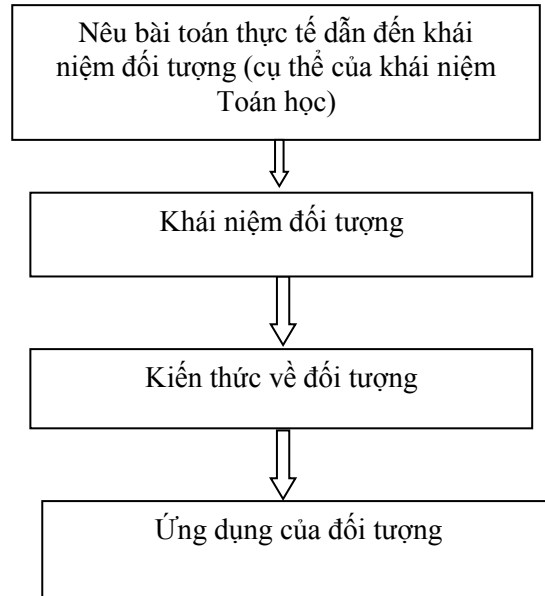 Nêu bài toán thực tế dẫn đến khái
niệm đối tượng (cụ thể của khái niệm
Toán học)
Khái niệm đối tượng
Kiến thức về đối tượng
Ứng dụng của đối tượng